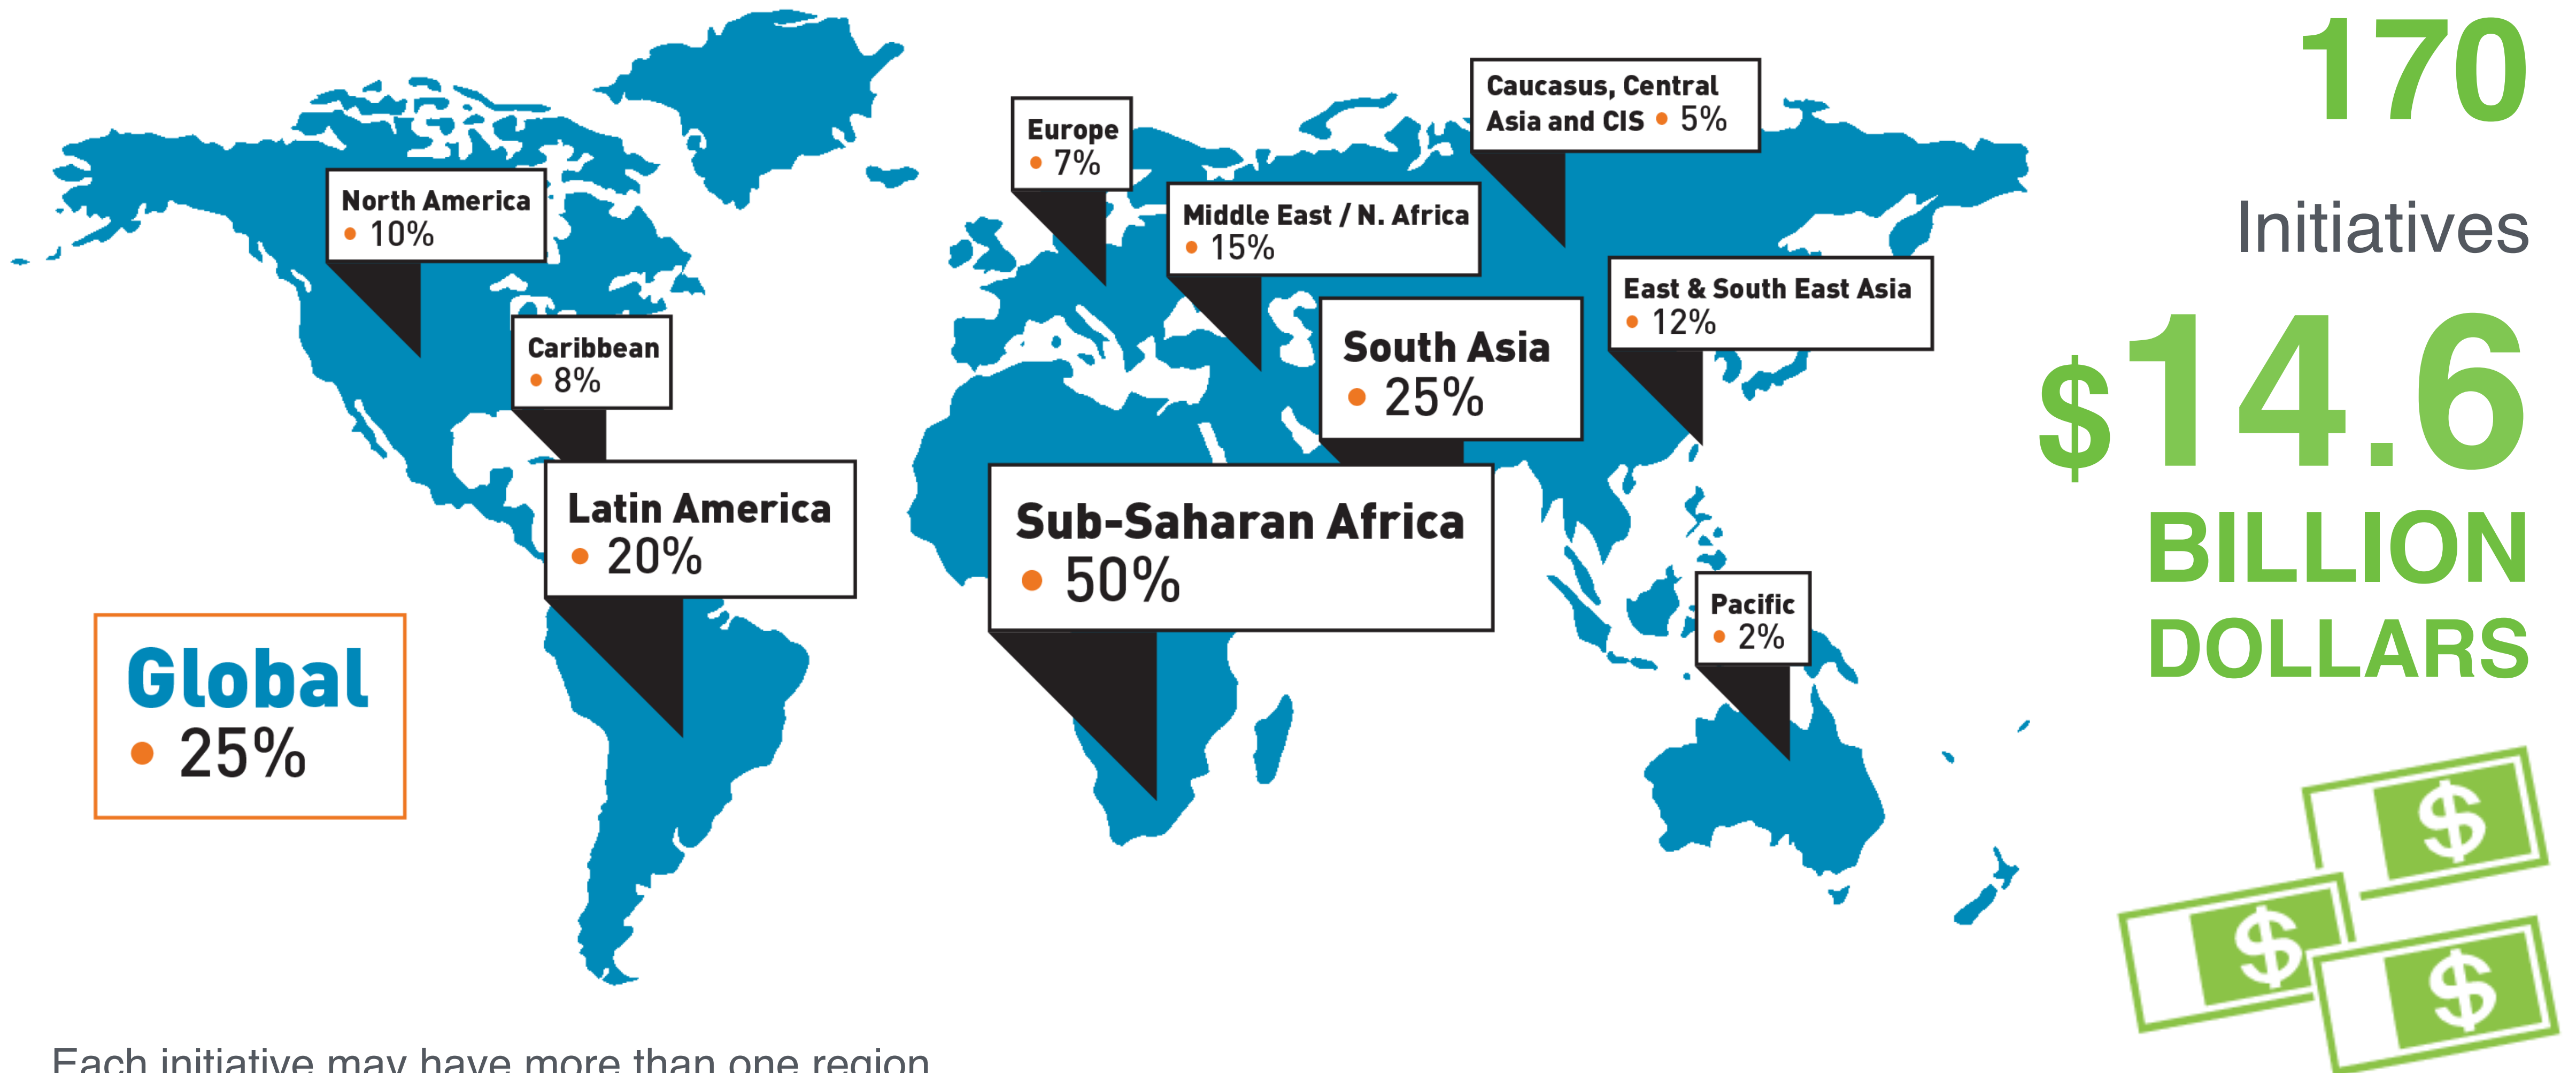 170
Initiatives
$14.6
BILLION
DOLLARS
Caucasus, Central
Asia and CIS • 5%
Europe
• 7%
North America
• 10%
Middle East / N. Africa
• 15%
East & South East Asia
• 12%
Caribbean
• 8%
South Asia
• 25%
Latin America
• 20%
Sub-Saharan Africa
• 50%
Pacific
• 2%
Global
• 25%
$
$
$
Each initiative may have more than one region